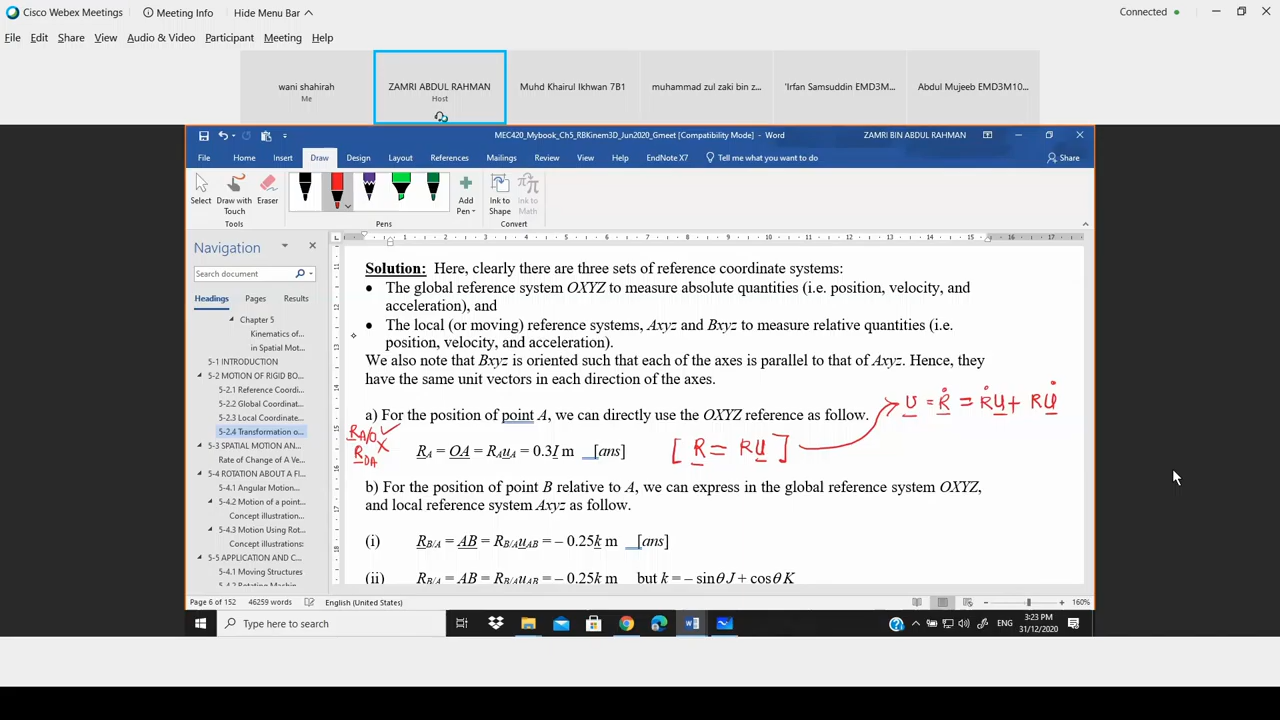 Cisco Webex Meetings Meeting Info Hide Menu Bar Connected
File Edit Share View Audio & Video Participant Meeting Help
wani shahirah
Me
ZAMRI ABDUL RAHMAN
Host
Muhd Khairul Ikhwan 7B1
muhammad zul zaki bin z...
'Irfan Samsuddin EMD3M...
Abdul Mujeeb EMD3M10...
MEC420_Mybook_Ch5_RBKinem3D_Jun2020_Gmeet [Compatibility Mode] - Word ZAMRI BIN ABDUL RAHMAN
File Home Insert Draw Design Layout References Mailings Review View Help EndNote X7 Tell me what you want to do Share
Select
Draw with Touch
Eraser
Add Pen
Ink to Shape
Ink to Math
Tools Pens Convert
Navigation
Search document
Headings Pages Results
Chapter 5
Kinematics of...
in Spatial Mot...
5-1 INTRODUCTION
5-2 MOTION OF RIGID BO...
5-2.1 Reference Coordi...
5-2.2 Global Coordinat...
5-2.3 Local Coordinat...
5-2.4 Transformation o...
5-3 SPATIAL MOTION AN...
Rate of Change of A Ve...
5-4 ROTATION ABOUT A FI...
5-4.1 Angular Motion...
5-4.2 Motion of a point...
Concept illustration...
5-4.3 Motion Using Rot...
Concept illustrations:
5-5 APPLICATION AND C...
5-4.1 Moving Structures
5-4.2 Rotating Machin...
Solution: Here, clearly there are three sets of reference coordinate systems:
• The global reference system OXYZ to measure absolute quantities (i.e. position, velocity, and
acceleration), and
• The local (or moving) reference systems, Axyz and Bxyz to measure relative quantities (i.e.
position, velocity, and acceleration).
We also note that Bxyz is oriented such that each of the axes is parallel to that of Axyz. Hence, they
have the same unit vectors in each direction of the axes.
a) For the position of point A, we can directly use the OXYZ reference as follow.
R A/O ✓
R OA X
R_A = OA = R_A u_A = 0.3I m [ans]
[ R = R u ]
υ = Ṙ = Ṙ u + R u̇
b) For the position of point B relative to A, we can express in the global reference system OXYZ,
and local reference system Axyz as follow.
(i) R_B/A = AB = R_B/A u_AB = – 0.25k m [ans]
(ii) R_B/A = AB = R_B/A u_AB = – 0.25k m but k = – sinθ J + cosθ K
Page 6 of 152 46259 words English (United States) 160%
Type here to search
ENG
3:23 PM
31/12/2020